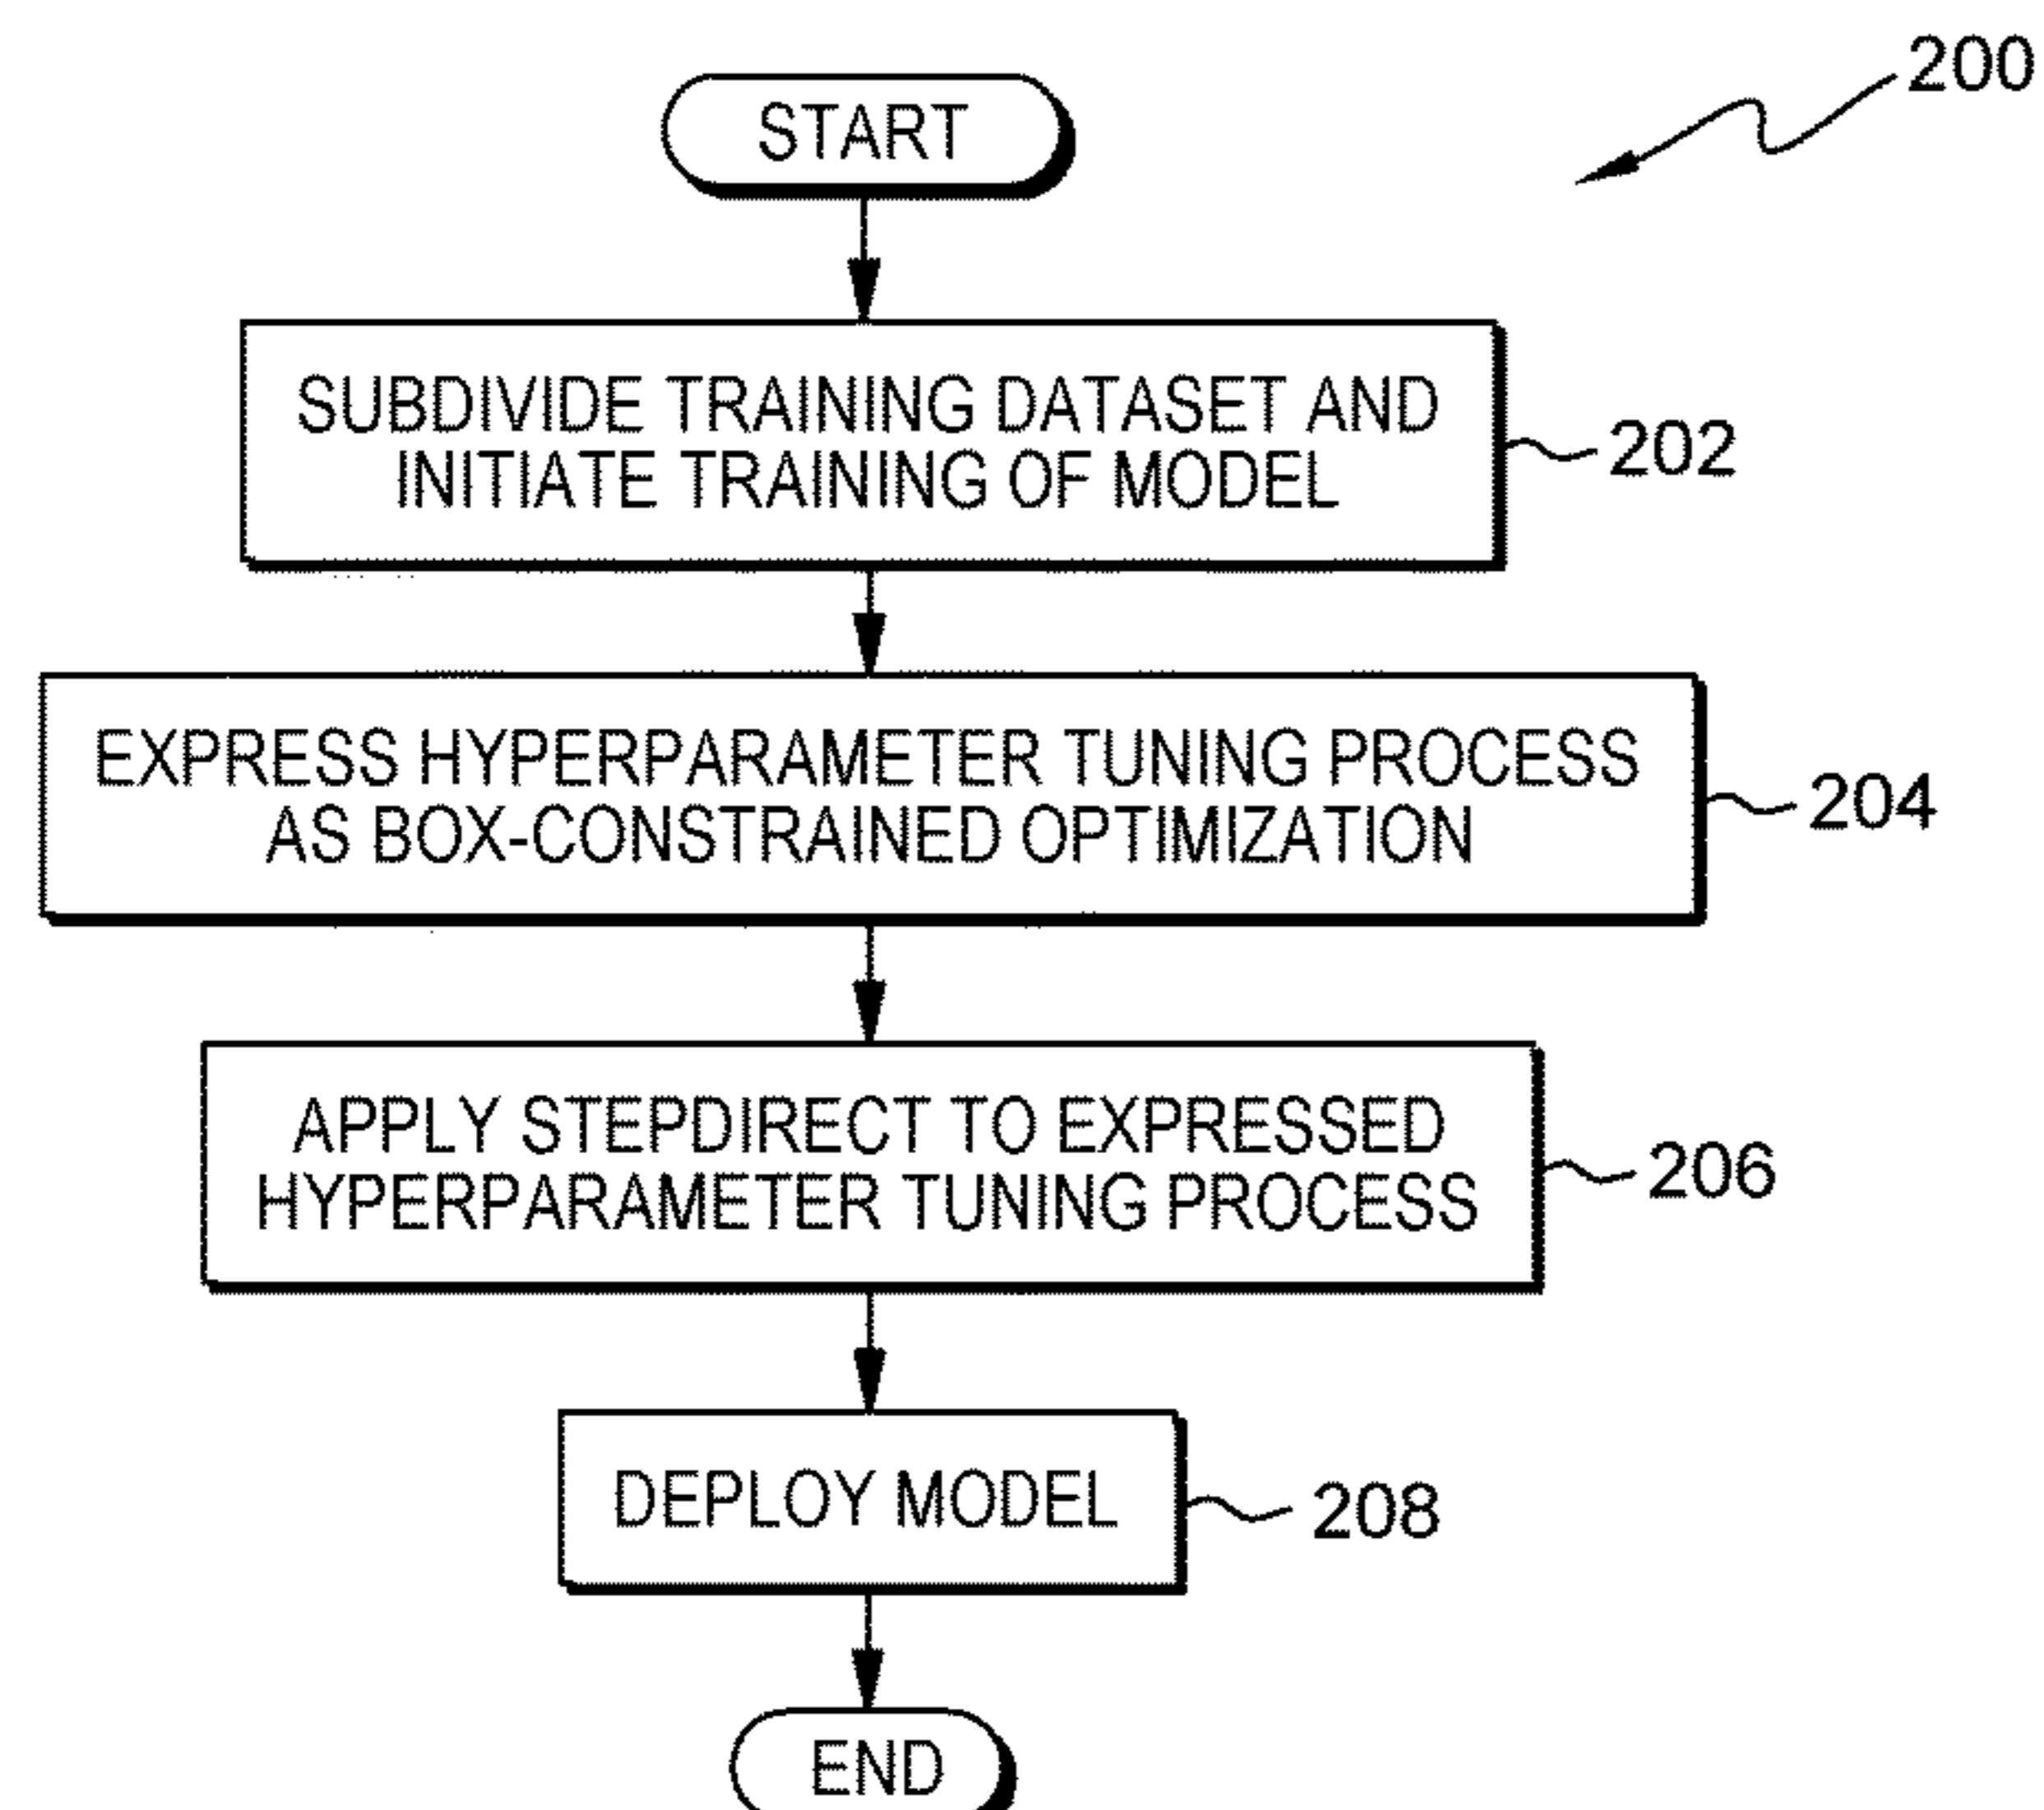 200
START
SUBDIVIDE TRAINING DATASET AND
INITIATE TRAINING OF MODEL
202
EXPRESS HYPERPARAMETER TUNING PROCESS
AS BOX-CONSTRAINED OPTIMIZATION
204
APPLY STEPDIRECT TO EXPRESSED
HYPERPARAMETER TUNING PROCESS
206
DEPLOY MODEL
208
END